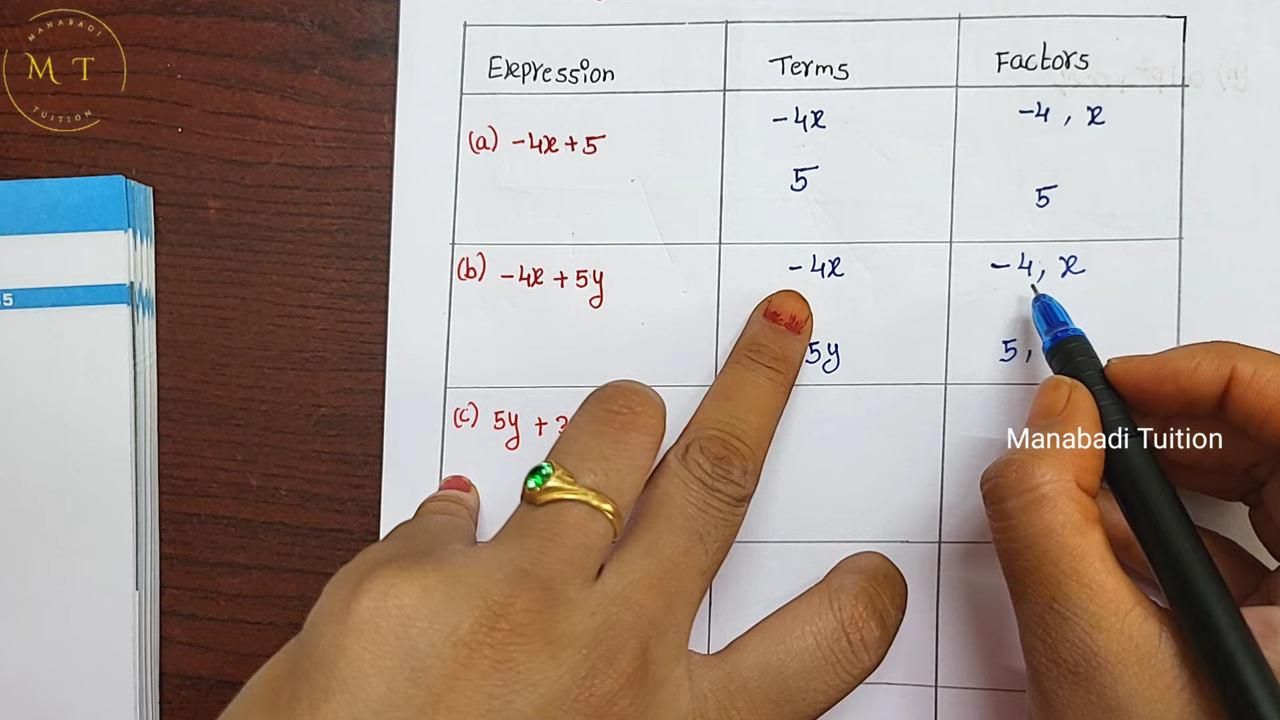 MANABADI
M T
TUITION
Expression Terms Factors
(a) -4x+5 -4x -4, x
5 5
(b) -4x + 5y -4x -4, x
5y 5,
(c) 5y +
Manabadi Tuition
5